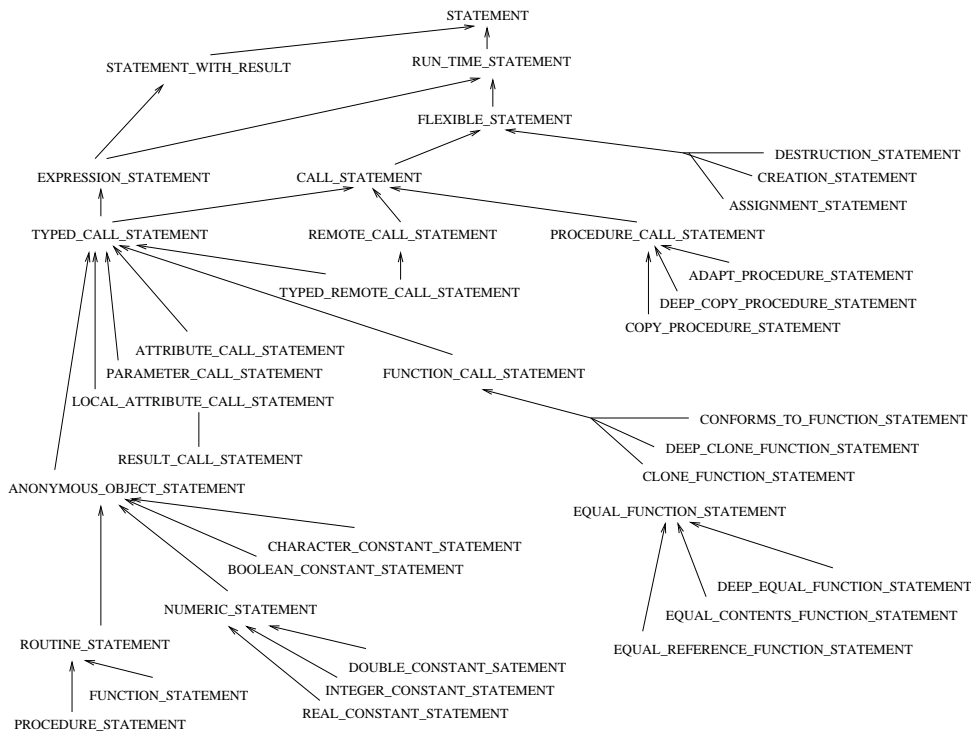 STATEMENT
STATEMENT_WITH_RESULT
RUN_TIME_STATEMENT
FLEXIBLE_STATEMENT
DESTRUCTION_STATEMENT
EXPRESSION_STATEMENT
CALL_STATEMENT
CREATION_STATEMENT
ASSIGNMENT_STATEMENT
TYPED_CALL_STATEMENT
REMOTE_CALL_STATEMENT
PROCEDURE_CALL_STATEMENT
ADAPT_PROCEDURE_STATEMENT
TYPED_REMOTE_CALL_STATEMENT
DEEP_COPY_PROCEDURE_STATEMENT
COPY_PROCEDURE_STATEMENT
ATTRIBUTE_CALL_STATEMENT
PARAMETER_CALL_STATEMENT
FUNCTION_CALL_STATEMENT
LOCAL_ATTRIBUTE_CALL_STATEMENT
CONFORMS_TO_FUNCTION_STATEMENT
DEEP_CLONE_FUNCTION_STATEMENT
RESULT_CALL_STATEMENT
CLONE_FUNCTION_STATEMENT
ANONYMOUS_OBJECT_STATEMENT
EQUAL_FUNCTION_STATEMENT
CHARACTER_CONSTANT_STATEMENT
BOOLEAN_CONSTANT_STATEMENT
DEEP_EQUAL_FUNCTION_STATEMENT
NUMERIC_STATEMENT
EQUAL_CONTENTS_FUNCTION_STATEMENT
ROUTINE_STATEMENT
EQUAL_REFERENCE_FUNCTION_STATEMENT
DOUBLE_CONSTANT_SATEMENT
FUNCTION_STATEMENT
INTEGER_CONSTANT_STATEMENT
REAL_CONSTANT_STATEMENT
PROCEDURE_STATEMENT